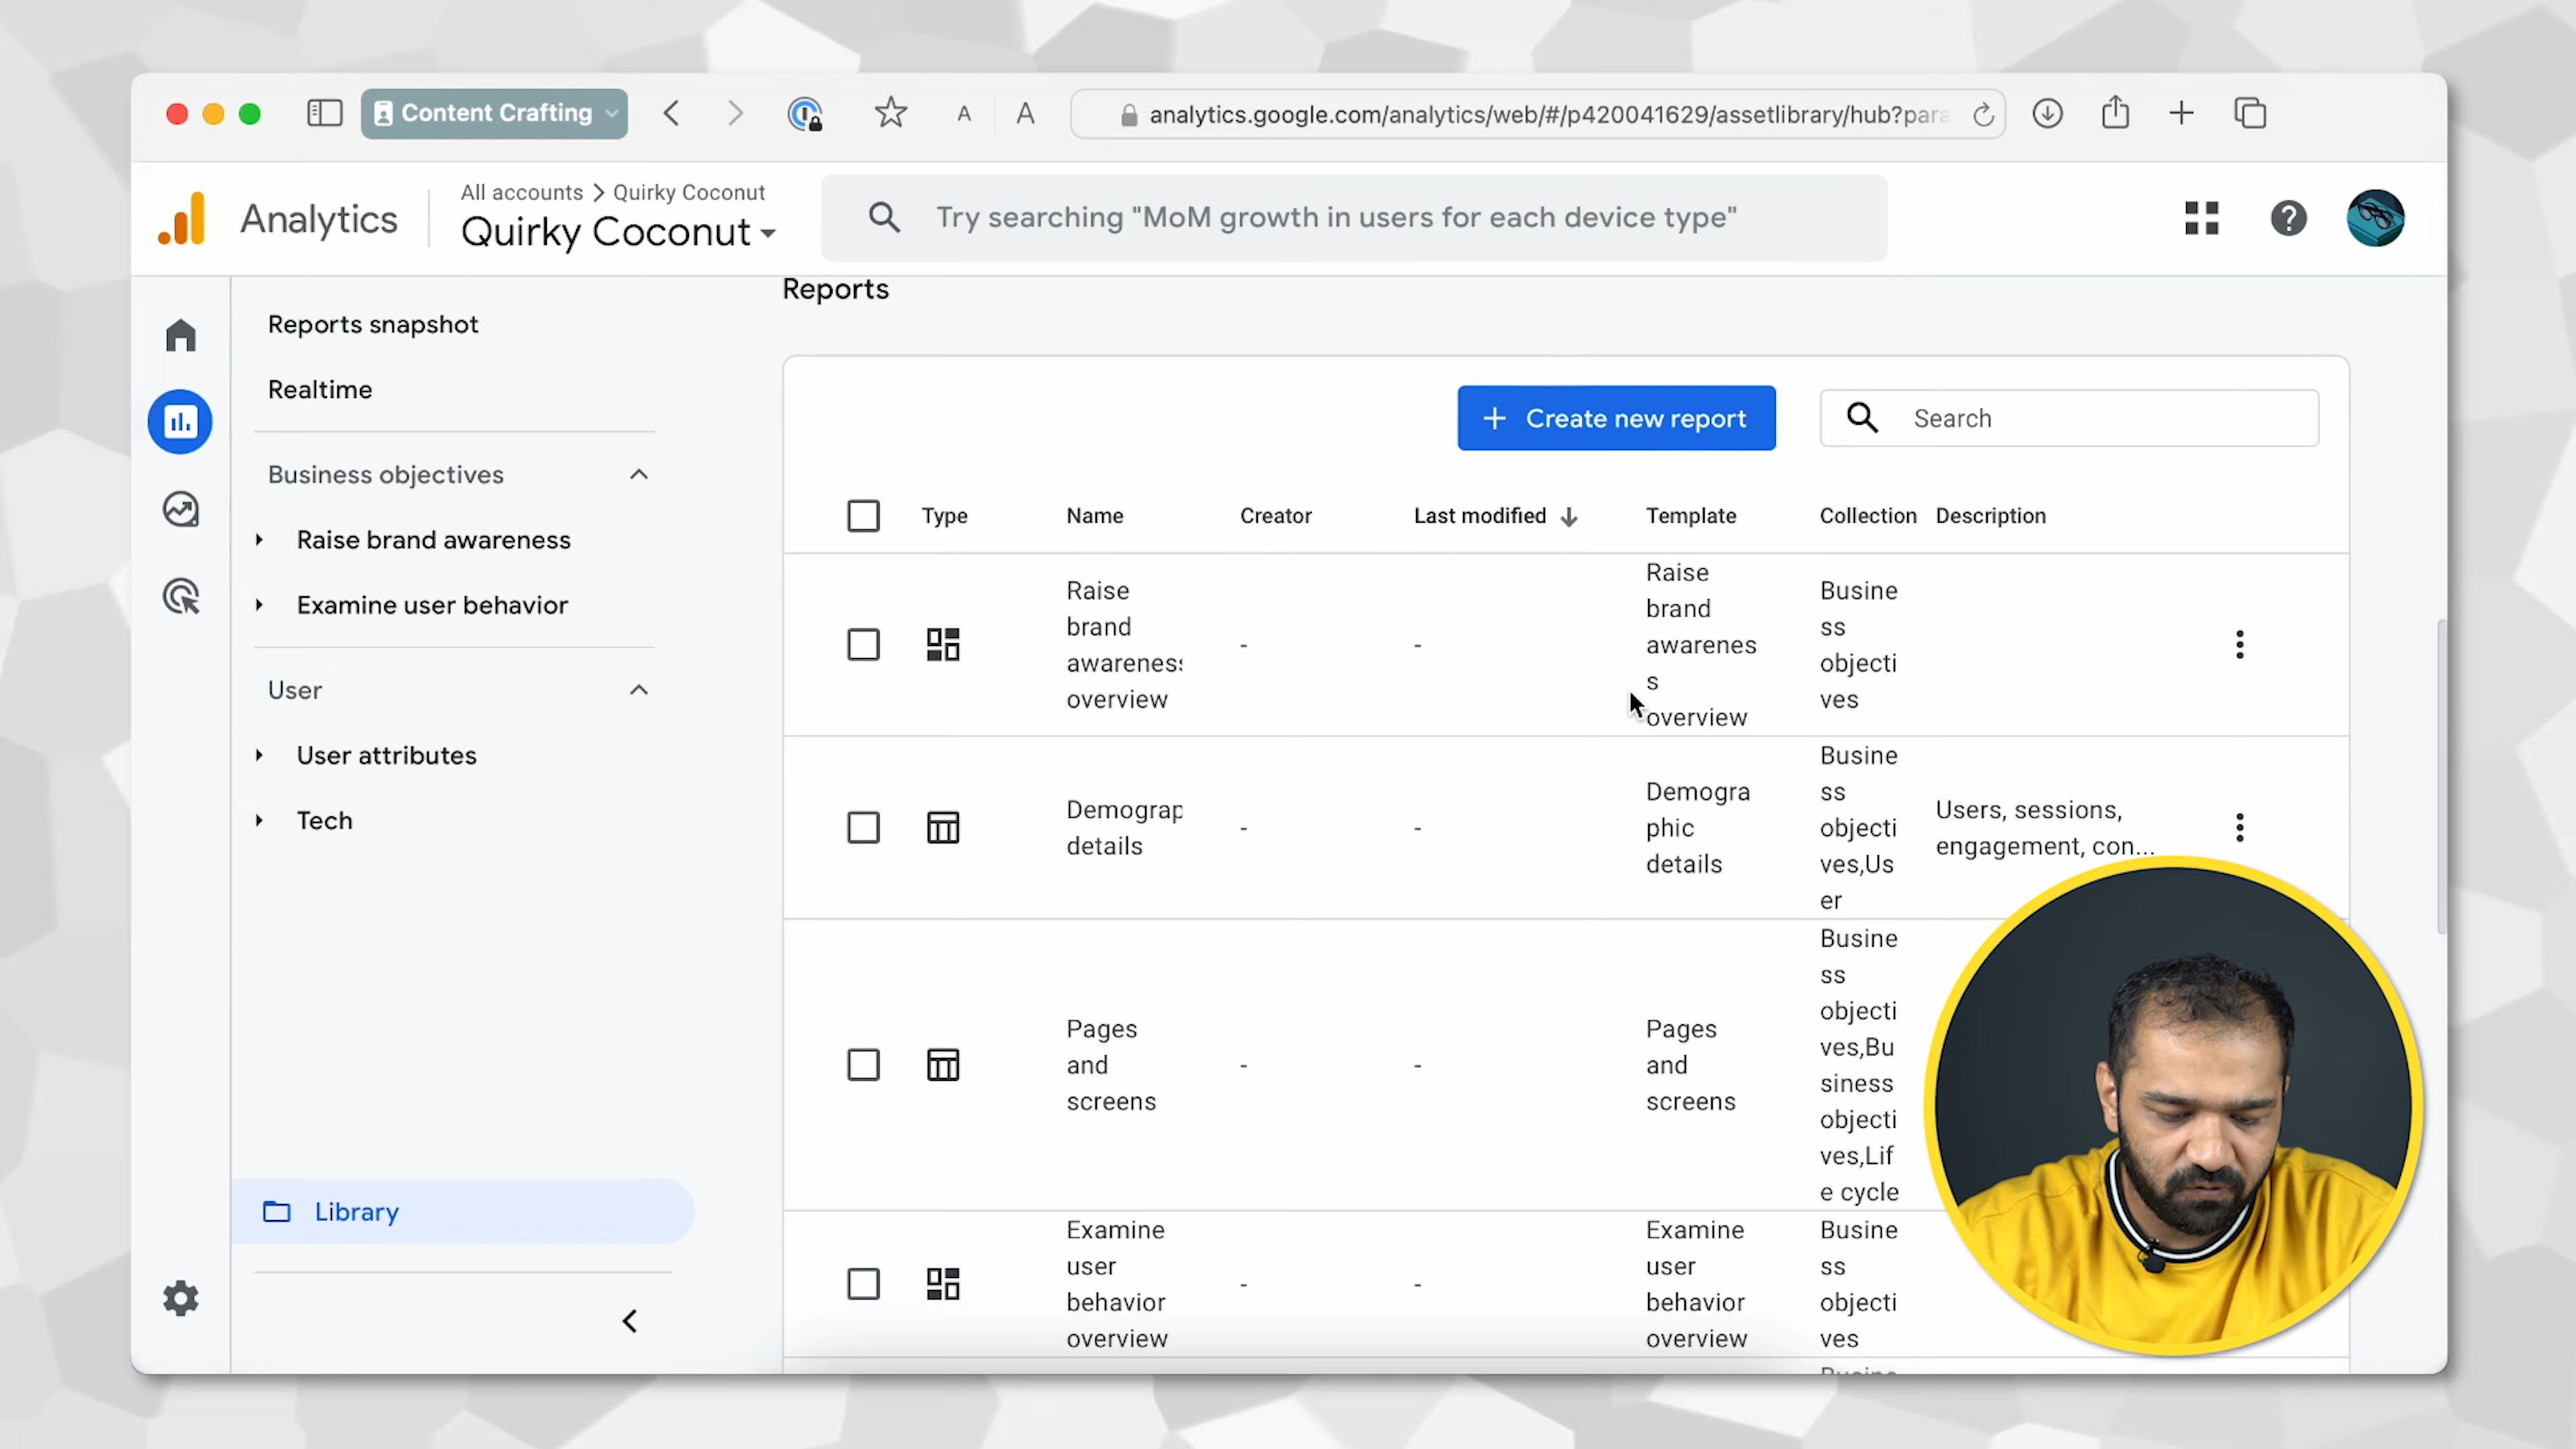 Content Crafting
A
A
analytics.google.com/analytics/web/#/p420041629/assetlibrary/hub?para
Analytics
All accounts > Quirky Coconut
Quirky Coconut
Try searching "MoM growth in users for each device type"
Reports snapshot
Realtime
Business objectives
Raise brand awareness
Examine user behavior
User
User attributes
Tech
Library
Reports
+ Create new report
Search
Type
Name
Creator
Last modified
Template
Collection
Description
Raise
brand
awareness
overview
-
-
Raise
brand
awarenes
s
overview
Busine
ss
objecti
ves
Demograp
details
-
-
Demogra
phic
details
Busine
ss
objecti
ves,Us
er
Users, sessions,
engagement, con...
Pages
and
screens
-
-
Pages
and
screens
Busine
ss
objecti
ves,Bu
siness
objecti
ves,Lif
e cycle
Examine
user
behavior
overview
-
-
Examine
user
behavior
overview
Busine
ss
objecti
ves